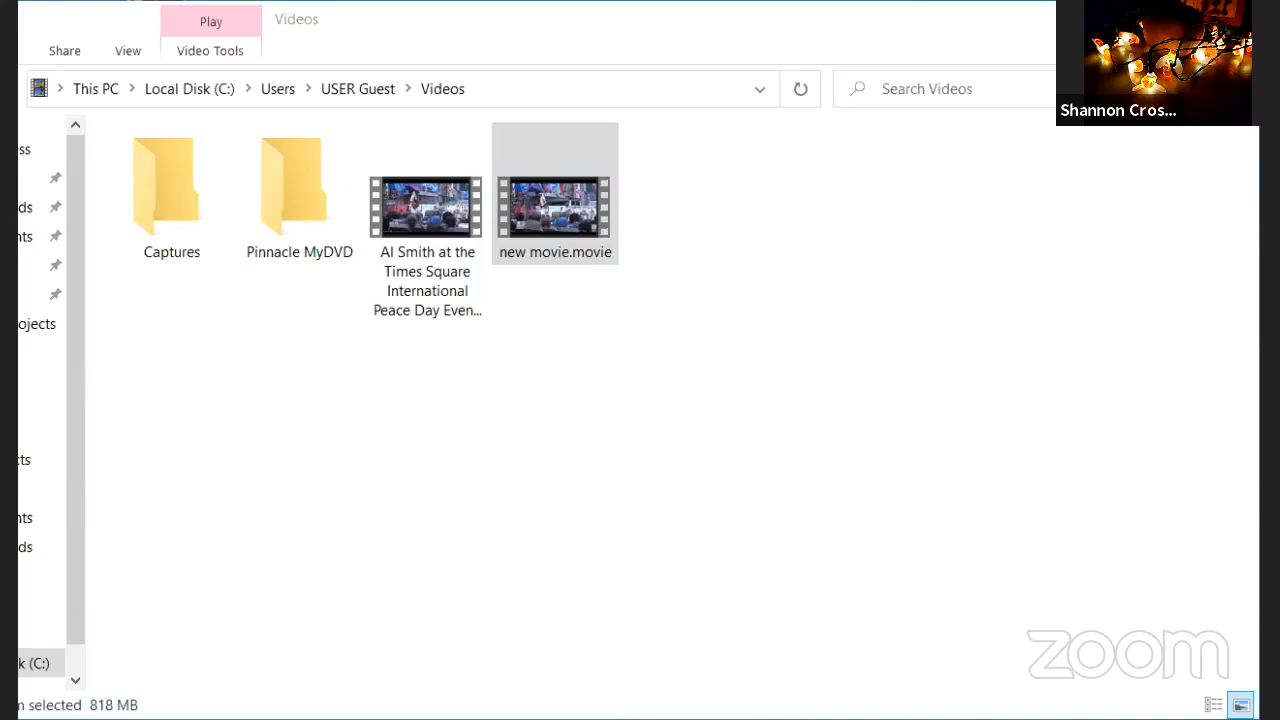 Play
Videos
Share
View
Video Tools
This PC
Local Disk (C:)
Users
USER Guest
Videos
Search Videos
Shannon Cros...
ss
ds
nts
ojects
cts
nts
ds
k (C:)
Captures
Pinnacle MyDVD
Al Smith at the
Times Square
International
Peace Day Even...
new movie.movie
zoom
m selected 818 MB